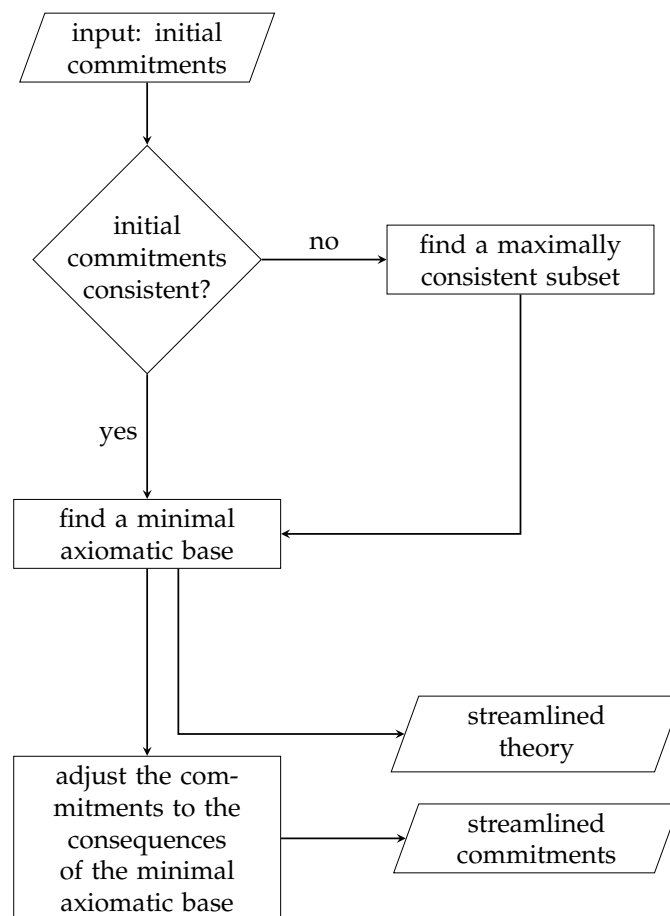 input: initial
commitments
initial
commitments
consistent?
no
find a maximally
consistent subset
yes
find a minimal
axiomatic base
streamlined
theory
adjust the com-
mitments to the
consequences
of the minimal
axiomatic base
streamlined
commitments